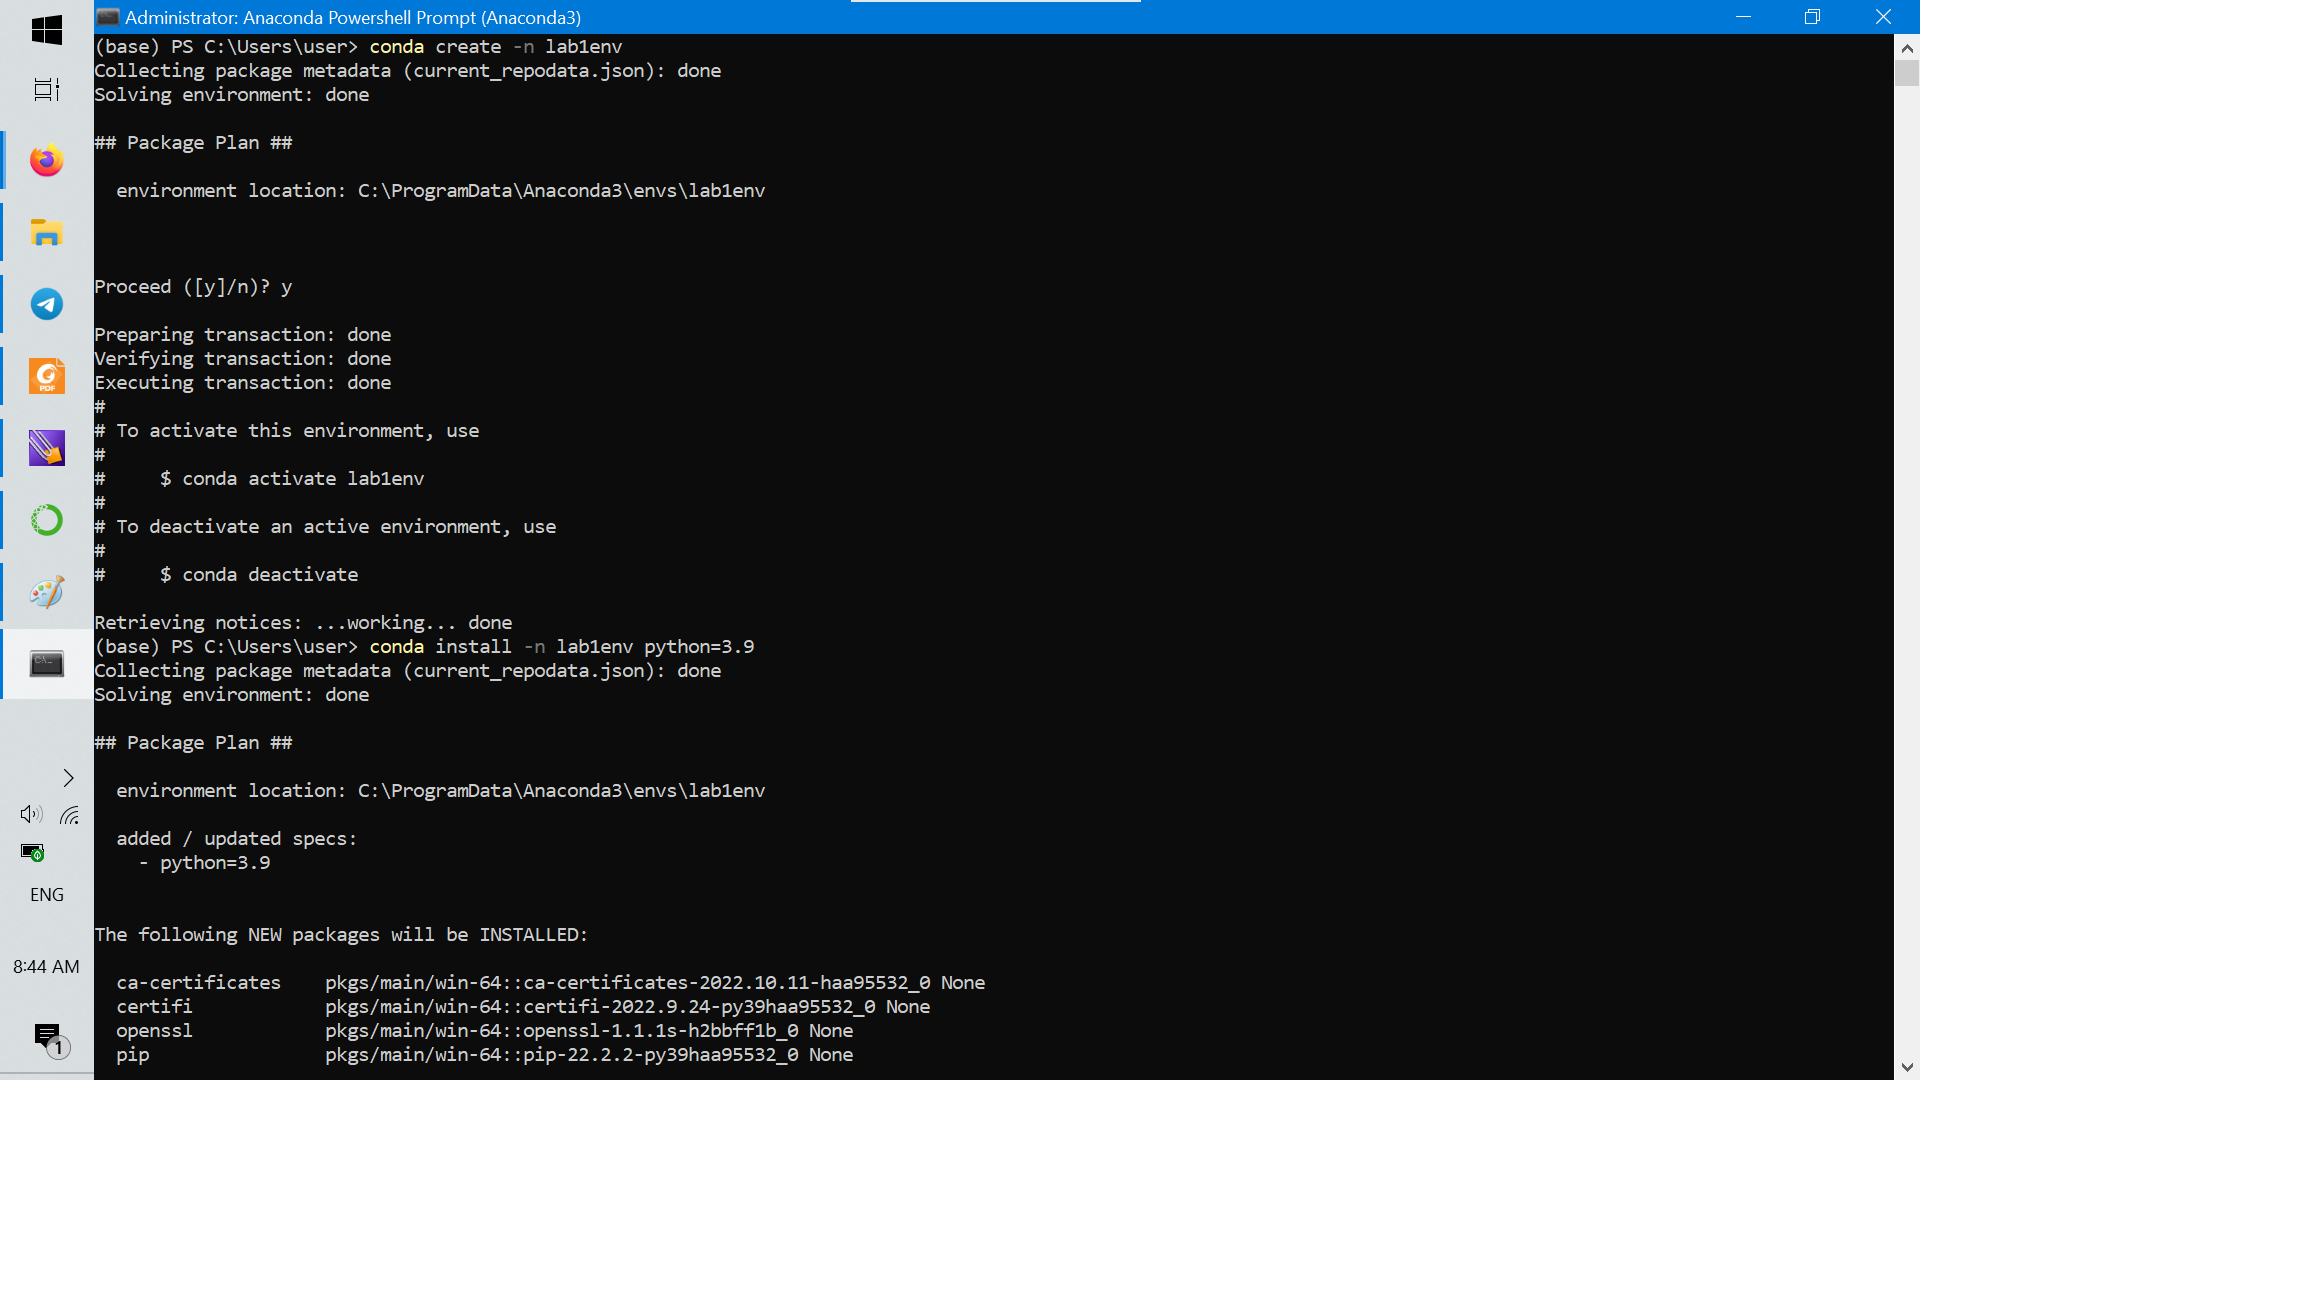 Administrator: Anaconda Powershell Prompt (Anaconda3)
(base) PS C:\Users\user> conda create -n lab1env
Collecting package metadata (current_repodata.json): done
Solving environment: done
## Package Plan ##
environment location: C:\ProgramData\Anaconda3\envs\lab1env
Proceed ([y]/n)? y
Preparing transaction: done
Verifying transaction: done
Executing transaction: done
#
# To activate this environment, use
#
#     $ conda activate lab1env
#
# To deactivate an active environment, use
#
#     $ conda deactivate
Retrieving notices: ...working... done
(base) PS C:\Users\user> conda install -n lab1env python=3.9
Collecting package metadata (current_repodata.json): done
Solving environment: done
## Package Plan ##
environment location: C:\ProgramData\Anaconda3\envs\lab1env
added / updated specs:
- python=3.9
The following NEW packages will be INSTALLED:
ca-certificates    pkgs/main/win-64::ca-certificates-2022.10.11-haa95532_0 None
certifi            pkgs/main/win-64::certifi-2022.9.24-py39haa95532_0 None
openssl            pkgs/main/win-64::openssl-1.1.1s-h2bbff1b_0 None
pip                pkgs/main/win-64::pip-22.2.2-py39haa95532_0 None
PDF
C:\_
ENG
8:44 AM
1